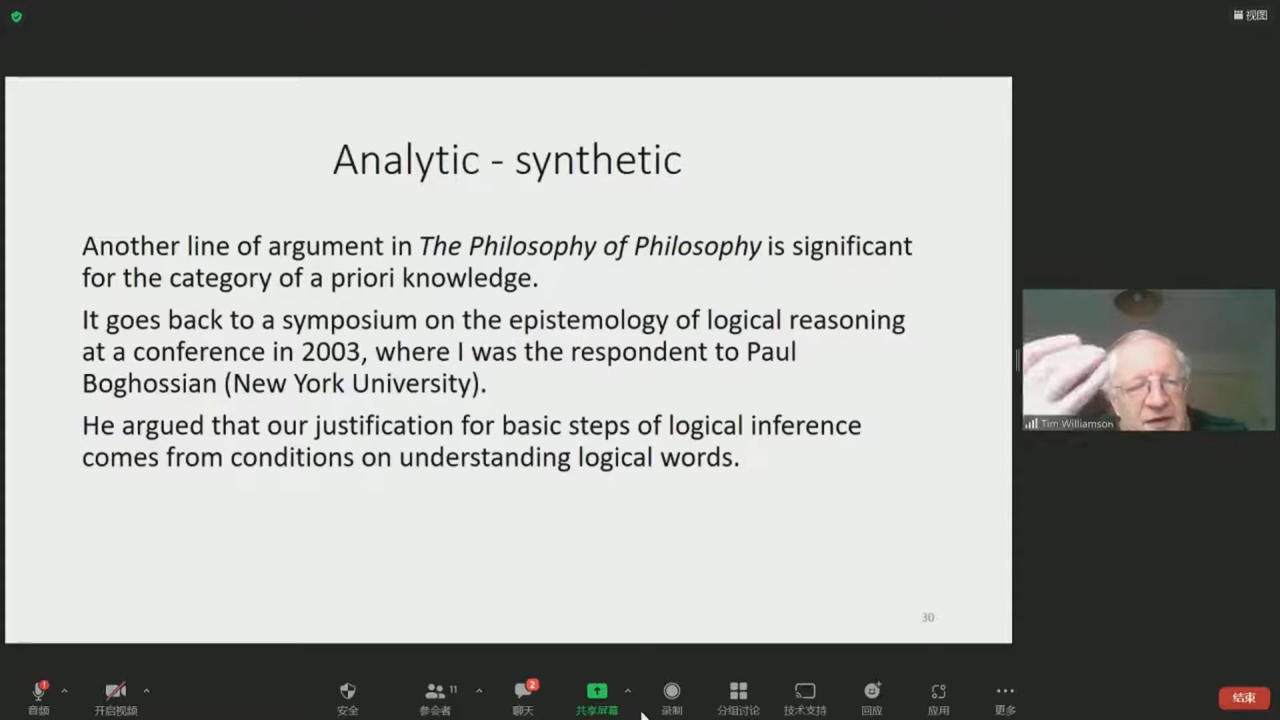 视图
Analytic - synthetic
Another line of argument in The Philosophy of Philosophy is significant
for the category of a priori knowledge.
It goes back to a symposium on the epistemology of logical reasoning
at a conference in 2003, where I was the respondent to Paul
Boghossian (New York University).
He argued that our justification for basic steps of logical inference
comes from conditions on understanding logical words.
30
Tim Williamson
11
2
音频
开启视频
安全
参会者
聊天
共享屏幕
录制
分组讨论
技术支持
回应
应用
更多
结束